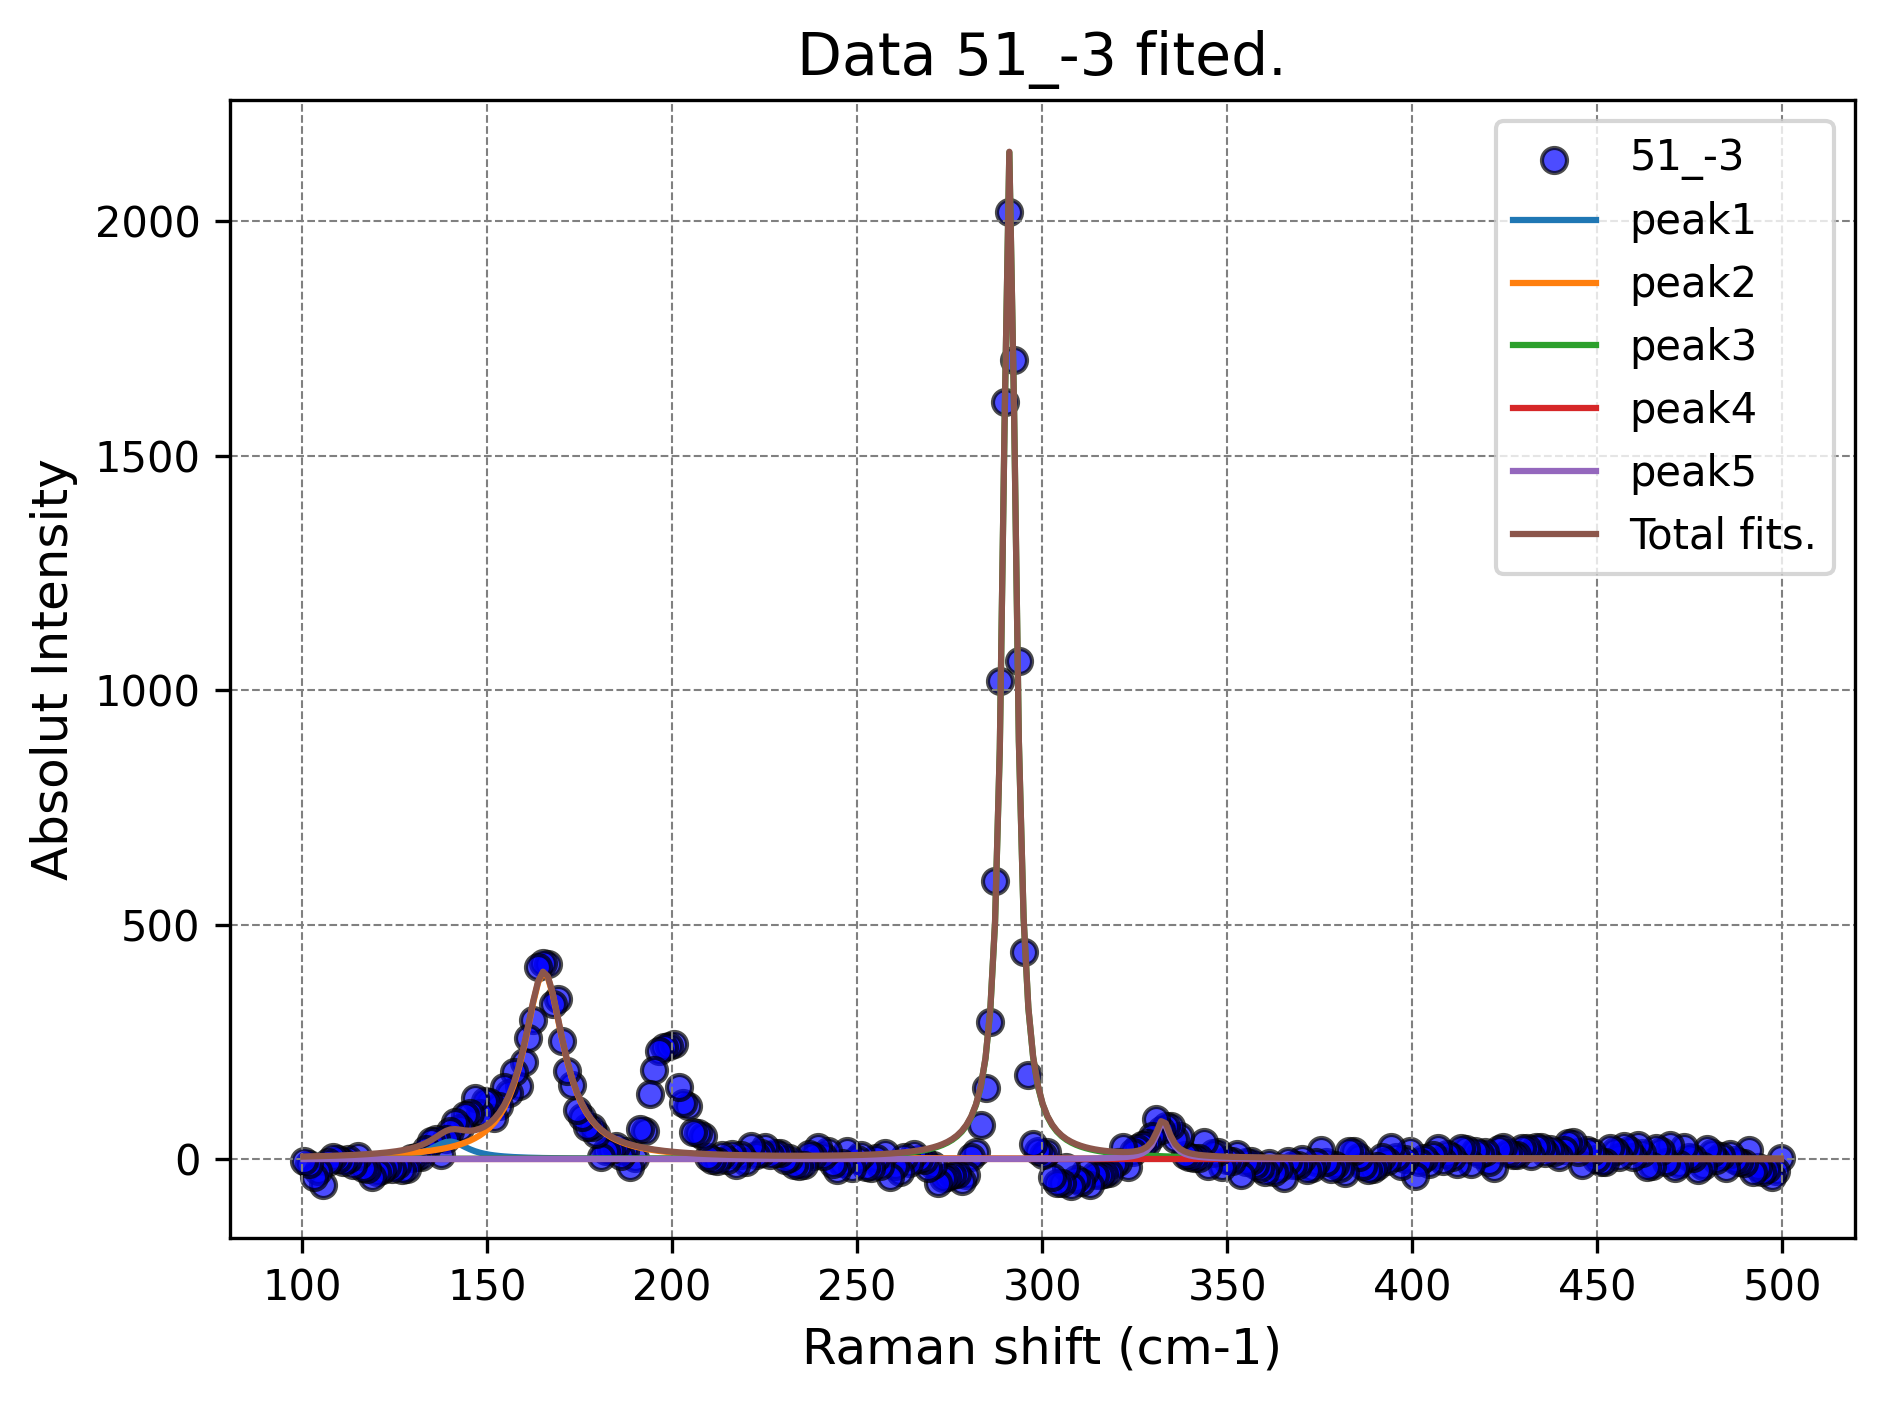 Data 51_-3 fited.
51_-3
peak1
peak2
peak3
peak4
peak5
Total fits.
Absolut Intensity
2000
1500
1000
500
0
100 150 200 250 300 350 400 450 500
Raman shift (cm-1)